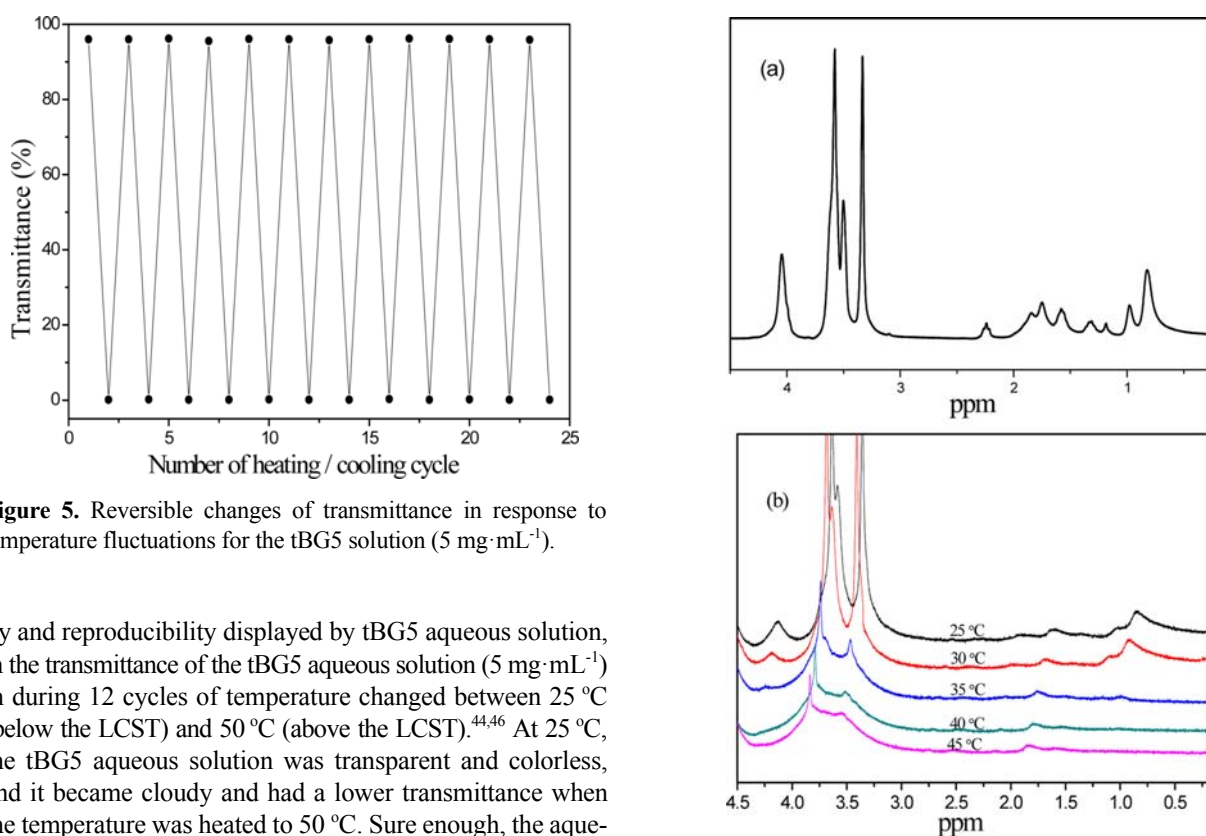 100
80
60
40
20
0
Transmittance (%)
0 5 10 15 20 25
Number of heating / cooling cycle
igure 5. Reversible changes of transmittance in response to
mperature fluctuations for the tBG5 solution (5 mg·mL⁻¹).
y and reproducibility displayed by tBG5 aqueous solution,
n the transmittance of the tBG5 aqueous solution (5 mg·mL⁻¹)
n during 12 cycles of temperature changed between 25 °C
below the LCST) and 50 °C (above the LCST).⁴⁴,⁴⁶ At 25 °C,
ne tBG5 aqueous solution was transparent and colorless,
nd it became cloudy and had a lower transmittance when
ne temperature was heated to 50 °C. Sure enough, the aque-
(a)
4 3 2 1
ppm
(b)
25 °C
30 °C
35 °C
40 °C
45 °C
4.5 4.0 3.5 3.0 2.5 2.0 1.5 1.0 0.5
ppm